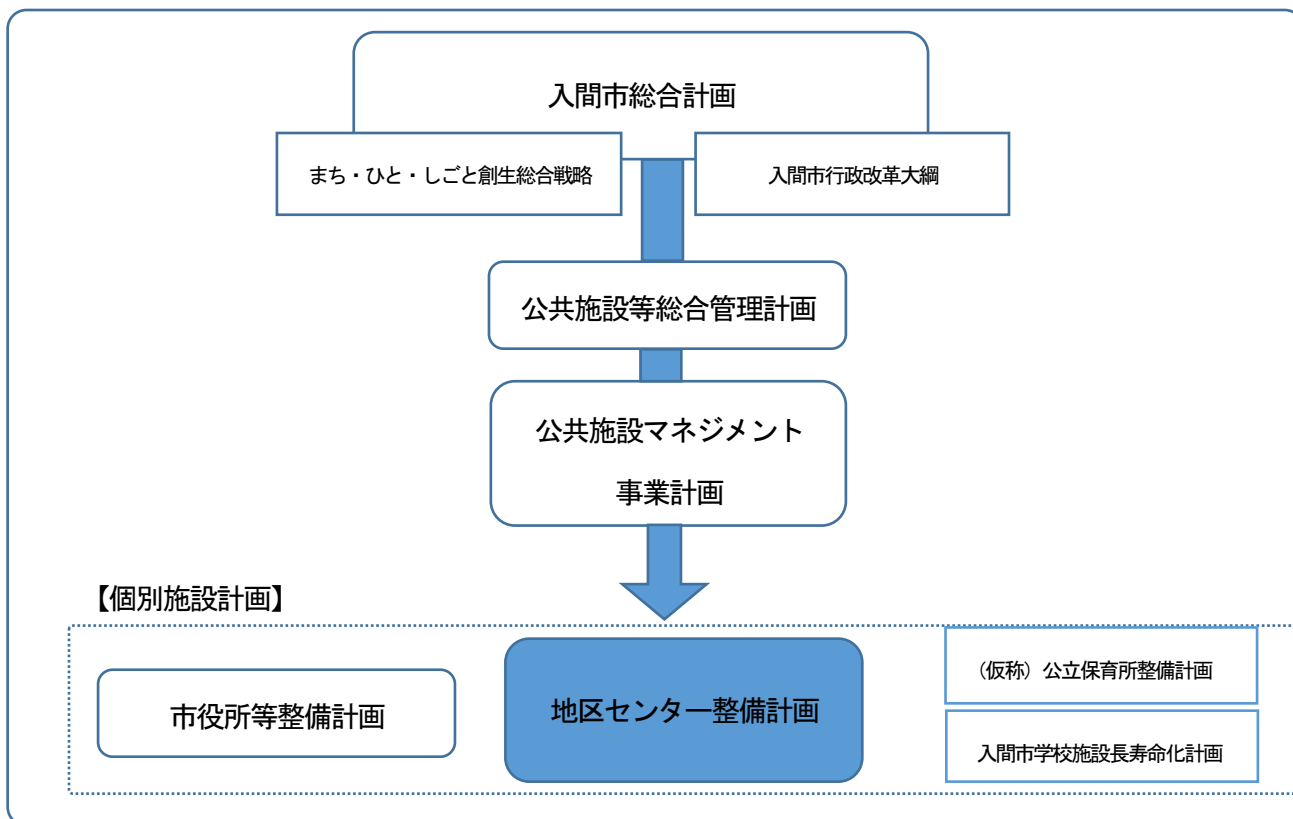 入間市総合計画
まち・ひと・しごと創生総合戦略
入間市行政改革大綱
公共施設等総合管理計画
公共施設マネジメント
事業計画
【個別施設計画】
市役所等整備計画
地区センター整備計画
（仮称）公立保育所整備計画
入間市学校施設長寿命化計画